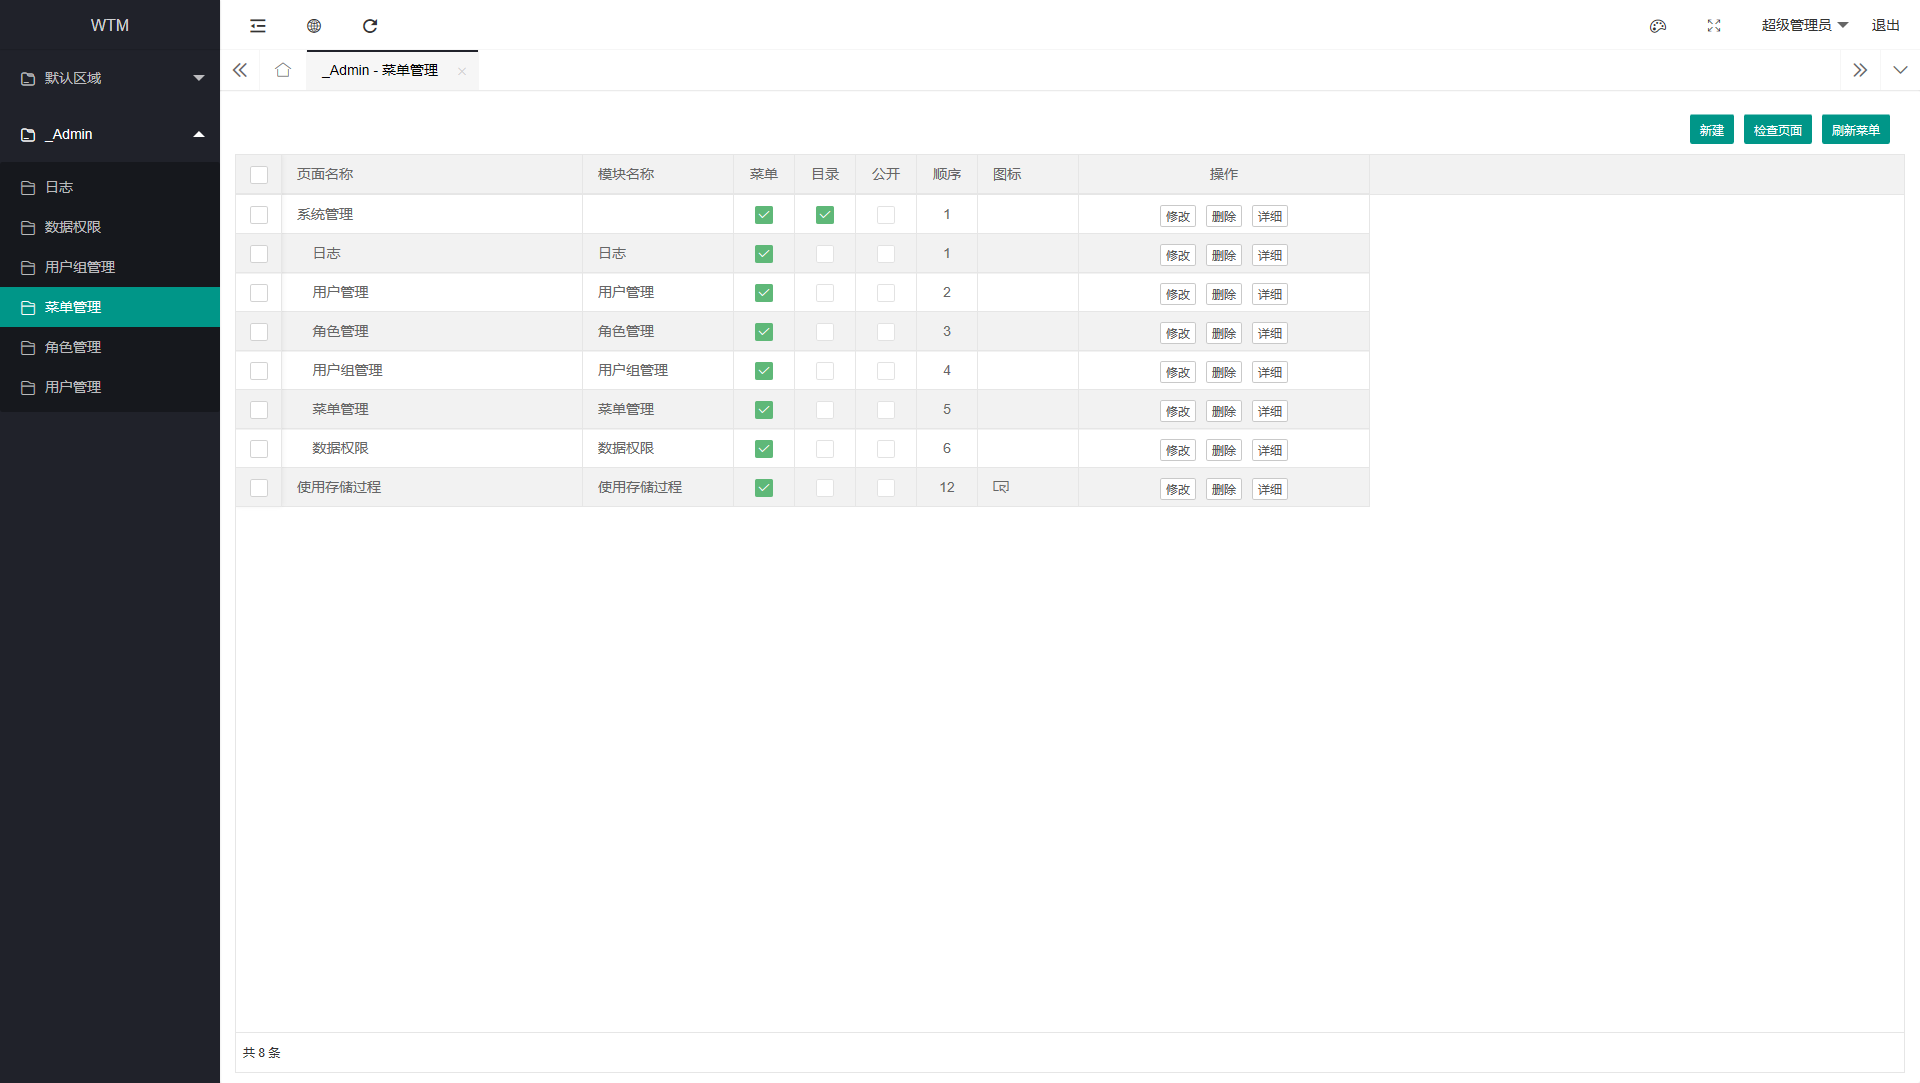 WTM
超级管理员 退出
默认区域
_Admin
日志
数据权限
用户组管理
菜单管理
角色管理
用户管理
_Admin - 菜单管理
新建 检查页面 刷新菜单
页面名称 模块名称 菜单 目录 公开 顺序 图标 操作
系统管理 1 修改 删除 详细
日志 日志 1 修改 删除 详细
用户管理 用户管理 2 修改 删除 详细
角色管理 角色管理 3 修改 删除 详细
用户组管理 用户组管理 4 修改 删除 详细
菜单管理 菜单管理 5 修改 删除 详细
数据权限 数据权限 6 修改 删除 详细
使用存储过程 使用存储过程 12 修改 删除 详细
共 8 条